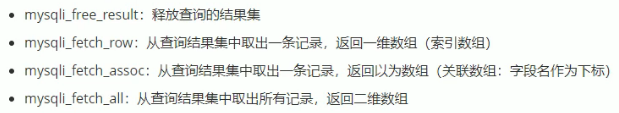 • mysqli_free_result：释放查询的结果集
• mysqli_fetch_row：从查询结果集中取出一条记录，返回一维数组（索引数组）
• mysqli_fetch_assoc：从查询结果集中取出一条记录，返回以为数组（关联数组：字段名作为下标）
• mysqli_fetch_all：从查询结果集中取出所有记录，返回二维数组